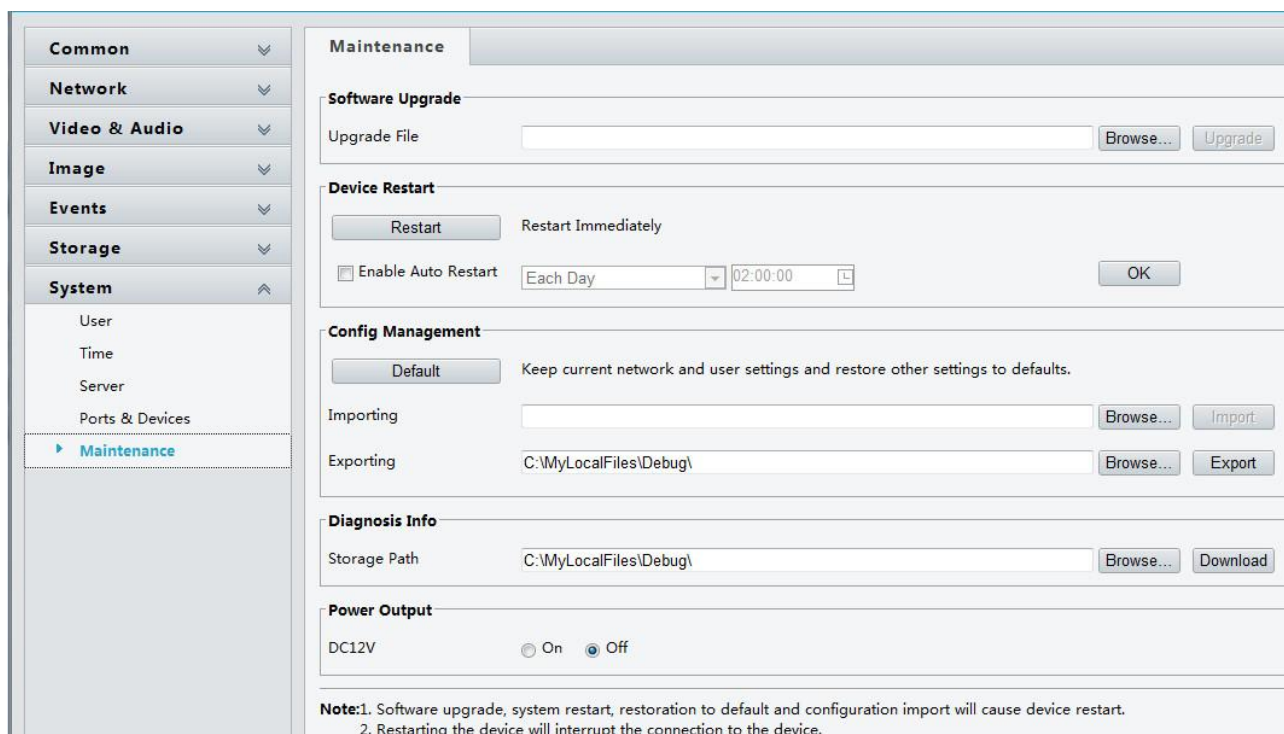 Common
Network
Video & Audio
Image
Events
Storage
System
User
Time
Server
Ports & Devices
Maintenance
Maintenance
Software Upgrade
Upgrade File Browse... Upgrade
Device Restart
Restart Restart Immediately
Enable Auto Restart Each Day 02:00:00 OK
Config Management
Default Keep current network and user settings and restore other settings to defaults.
Importing Browse... Import
Exporting C:\MyLocalFiles\Debug\ Browse... Export
Diagnosis Info
Storage Path C:\MyLocalFiles\Debug\ Browse... Download
Power Output
DC12V On Off
Note:1. Software upgrade, system restart, restoration to default and configuration import will cause device restart.
2. Restarting the device will interrupt the connection to the device.